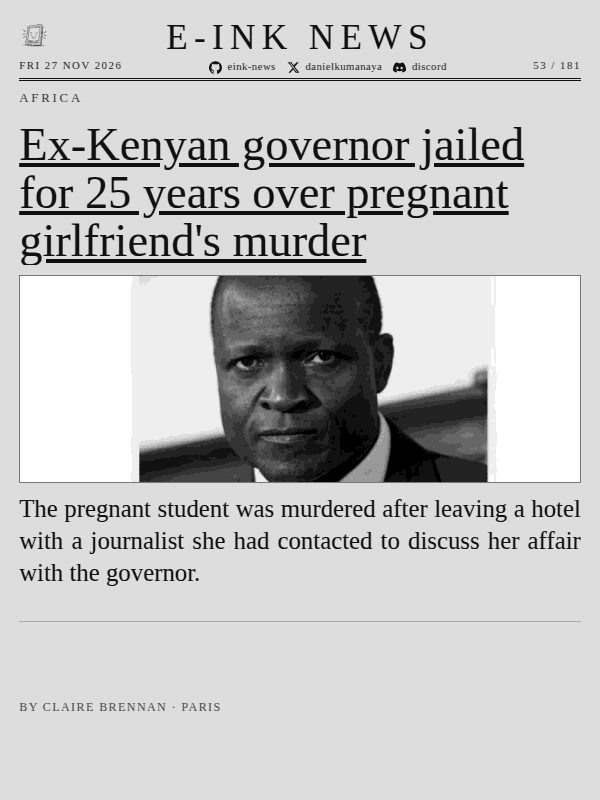 E-INK NEWS
FRI 27 NOV 2026
eink-news
danielkumanaya
discord
53 / 181
AFRICA
Ex-Kenyan governor jailed
for 25 years over pregnant
girlfriend's murder
The pregnant student was murdered after leaving a hotel
with a journalist she had contacted to discuss her affair
with the governor.
BY CLAIRE BRENNAN · PARIS